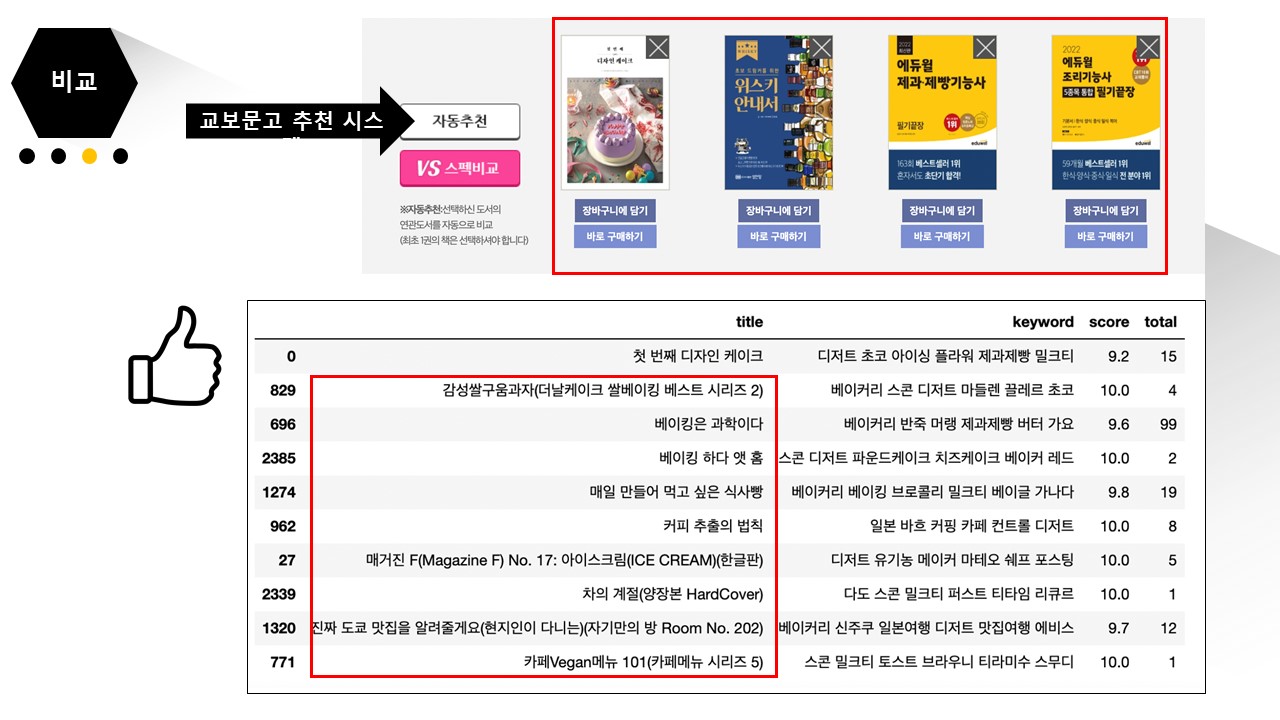 비교
교보문고 추천 시스
자동추천
VS 스펙비교
※자동추천:선택하신 도서의
연관도서를 자동으로 비교
(최초 1권의 책은 선택하셔야 합니다)
첫 번째
디자인 케이크
WHISKY
초보 드링커를 위한
위스키
안내서
2022
최신판
에듀윌
제과·제빵기능사
필기끝장
1위
eduwill
163회 베스트셀러 1위
혼자서도 초단기 합격!
2022
에듀윌
조리기능사
5종목 통합 필기끝장
1위
eduwill
59개월 베스트셀러 1위
한식·양식·중식·일식 전 분야 1위
장바구니에 담기
바로 구매하기
장바구니에 담기
바로 구매하기
장바구니에 담기
바로 구매하기
장바구니에 담기
바로 구매하기
title keyword score total
0 첫 번째 디자인 케이크 디저트 초코 아이싱 플라워 제과제빵 밀크티 9.2 15
829 감성쌀구움과자(더날케이크 쌀베이킹 베스트 시리즈 2) 베이커리 스콘 디저트 마들렌 끌레르 초코 10.0 4
696 베이킹은 과학이다 베이커리 반죽 머랭 제과제빵 버터 가요 9.6 99
2385 베이킹 하다 앳 홈 스콘 디저트 파운드케이크 치즈케이크 베이커 레드 10.0 2
1274 매일 만들어 먹고 싶은 식사빵 베이커리 베이킹 브로콜리 밀크티 베이글 가나다 9.8 19
962 커피 추출의 법칙 일본 바흐 커핑 카페 컨트롤 디저트 10.0 8
27 매거진 F(Magazine F) No. 17: 아이스크림(ICE CREAM)(한글판) 디저트 유기농 메이커 마테오 쉐프 포스팅 10.0 5
2339 차의 계절(양장본 HardCover) 다도 스콘 밀크티 퍼스트 티타임 리큐르 10.0 1
1320 진짜 도쿄 맛집을 알려줄게요(현지인이 다니는)(자기만의 방 Room No. 202) 베이커리 신주쿠 일본여행 디저트 맛집여행 에비스 9.7 12
771 카페Vegan메뉴 101(카페메뉴 시리즈 5) 스콘 밀크티 토스트 브라우니 티라미수 스무디 10.0 1